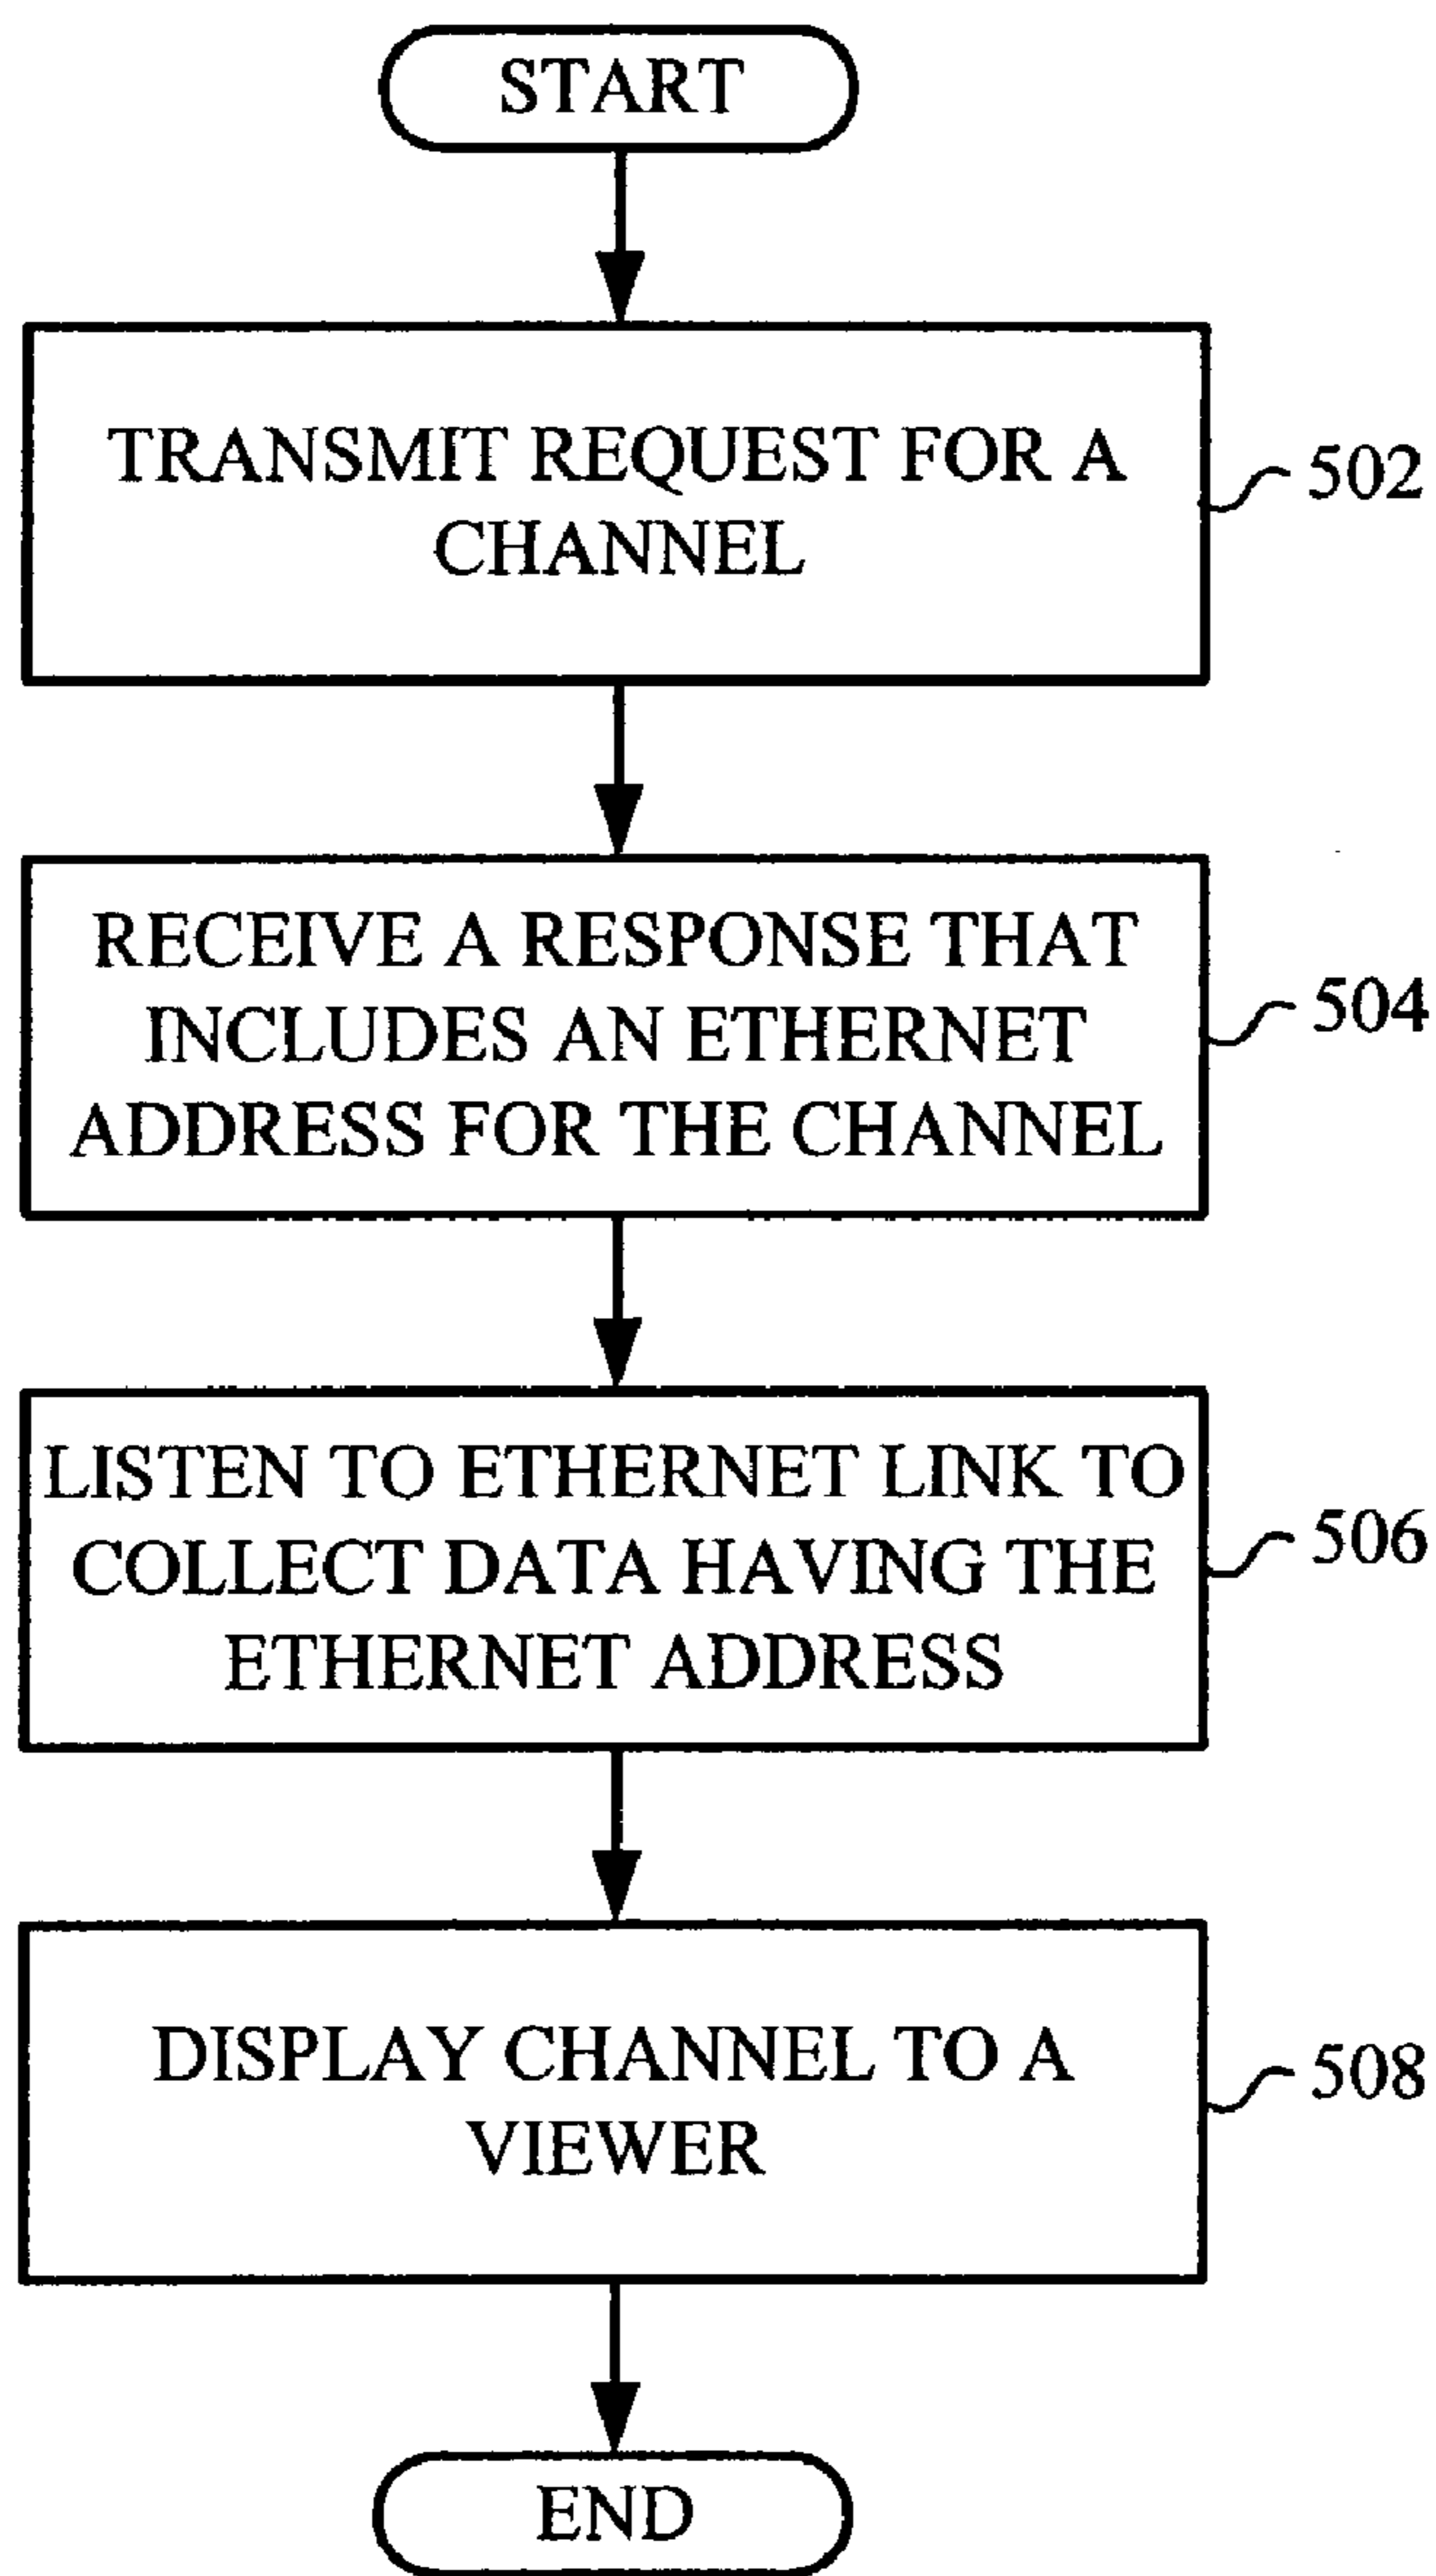 START
TRANSMIT REQUEST FOR A
CHANNEL
502
RECEIVE A RESPONSE THAT
INCLUDES AN ETHERNET
ADDRESS FOR THE CHANNEL
504
LISTEN TO ETHERNET LINK TO
COLLECT DATA HAVING THE
ETHERNET ADDRESS
506
DISPLAY CHANNEL TO A
VIEWER
508
END